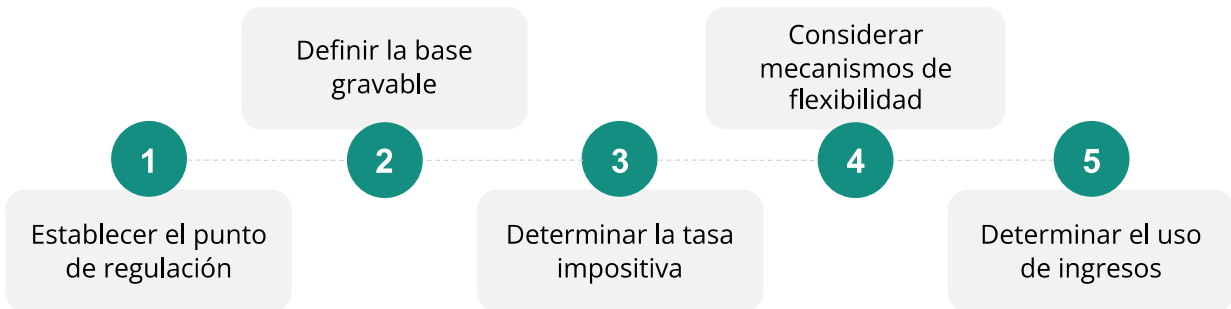 1
Establecer el punto
de regulación
Definir la base
gravable
2
3
Determinar la tasa
impositiva
Considerar
mecanismos de
flexibilidad
4
5
Determinar el uso
de ingresos